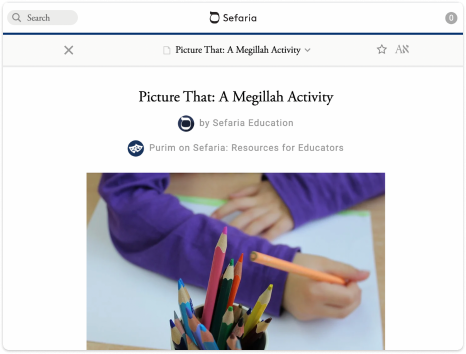 Search
Sefaria
0
Picture That: A Megillah Activity
Aא
Picture That: A Megillah Activity
by Sefaria Education
Purim on Sefaria: Resources for Educators